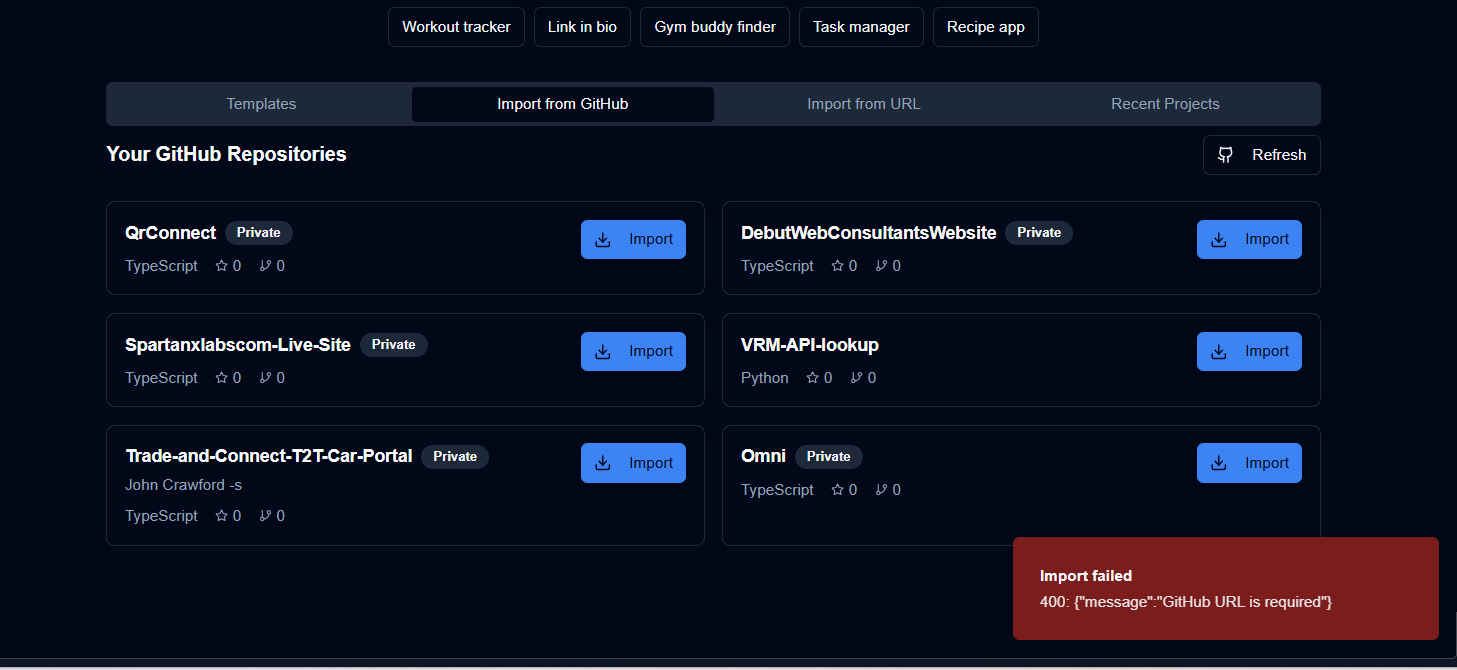 Workout tracker Link in bio Gym buddy finder Task manager Recipe app
Templates Import from GitHub Import from URL Recent Projects
Your GitHub Repositories Refresh
QrConnect Private Import
TypeScript 0 0
DebutWebConsultantsWebsite Private Import
TypeScript 0 0
Spartanxlabscom-Live-Site Private Import
TypeScript 0 0
VRM-API-lookup Import
Python 0 0
Trade-and-Connect-T2T-Car-Portal Private Import
John Crawford -s
TypeScript 0 0
Omni Private Import
TypeScript 0 0
Import failed
400: {"message":"GitHub URL is required"}